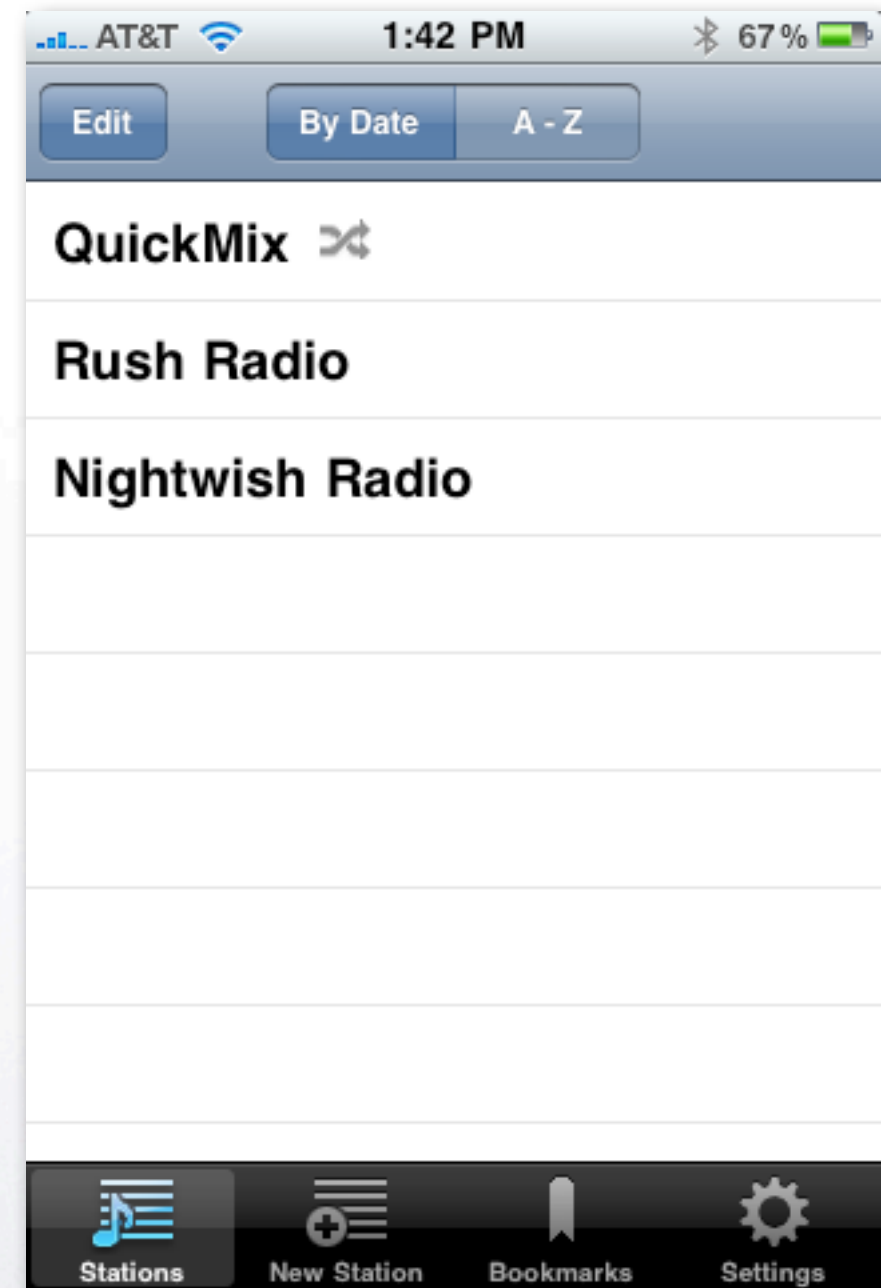 AT&T 1:42 PM 67%
Edit By Date A - Z
QuickMix
Rush Radio
Nightwish Radio
Stations New Station Bookmarks Settings